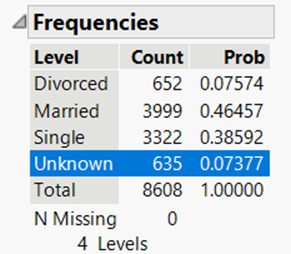 Frequencies
Level Count Prob
Divorced 652 0.07574
Married 3999 0.46457
Single 3322 0.38592
Unknown 635 0.07377
Total 8608 1.00000
N Missing 0
4 Levels